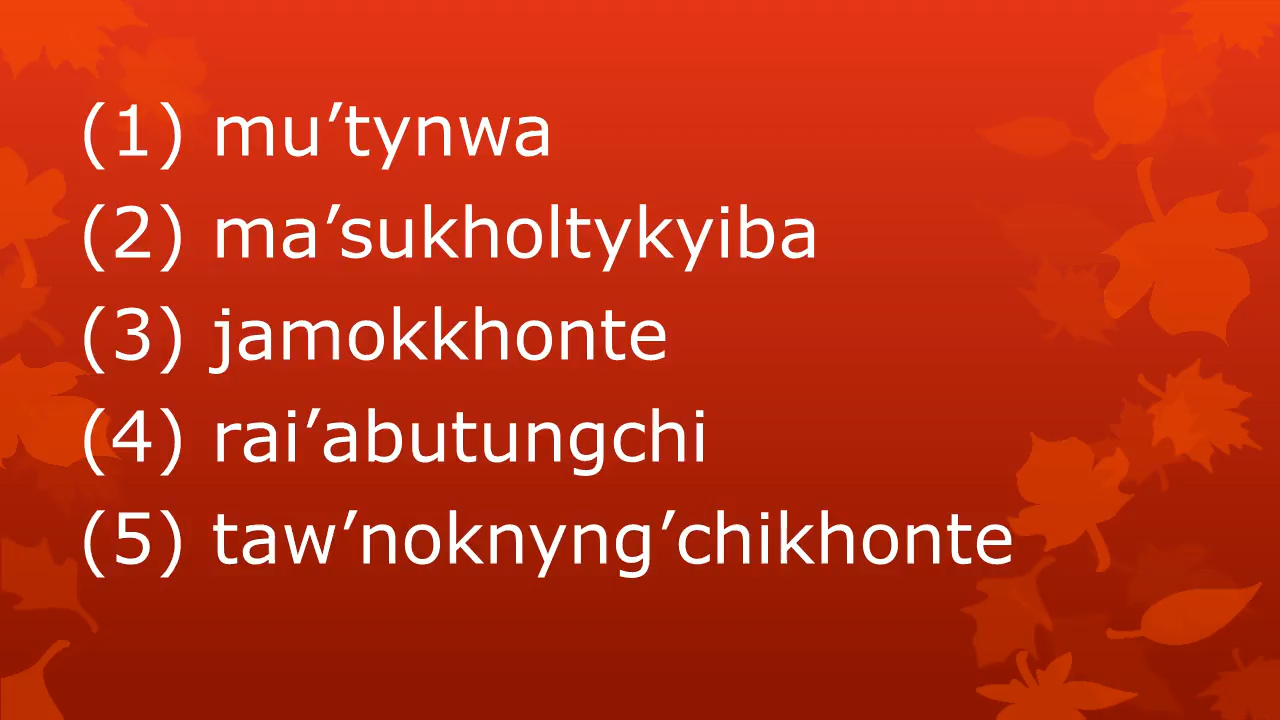 (1) mu’tynwa
(2) ma’sukholtykyiba
(3) jamokkhonte
(4) rai’abutungchi
(5) taw’noknyng’chikhonte